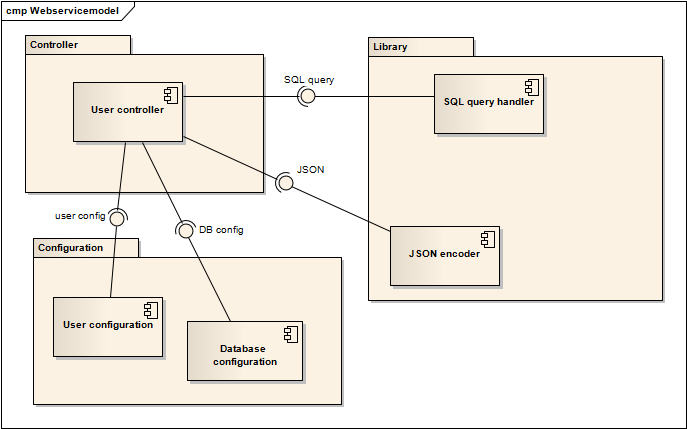 cmp Webservicemodel
Controller
User controller
SQL query
Library
SQL query handler
JSON
JSON encoder
user config
DB config
Configuration
User configuration
Database
configuration